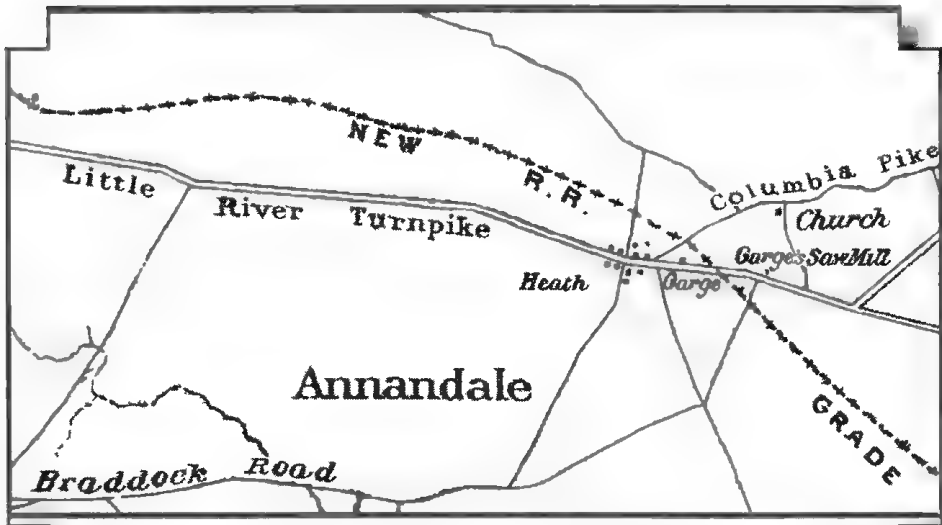 NEW
R.R.
GRADE
Little River Turnpike
Columbia Pike
Church
Garges SawMill
Heath
Garge
Annandale
Braddock Road